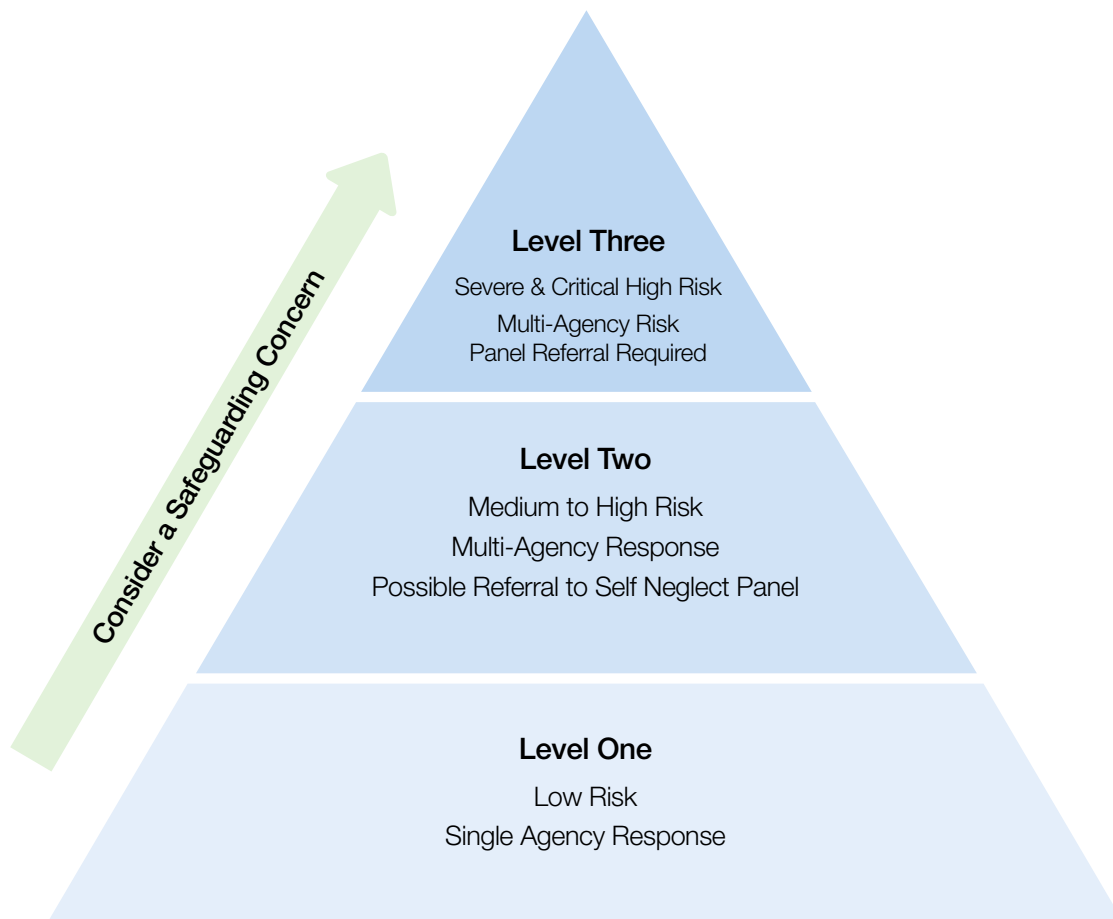 Consider a Safeguarding Concern
Level Three
Severe & Critical High Risk
Multi-Agency Risk
Panel Referral Required
Level Two
Medium to High Risk
Multi-Agency Response
Possible Referral to Self Neglect Panel
Level One
Low Risk
Single Agency Response